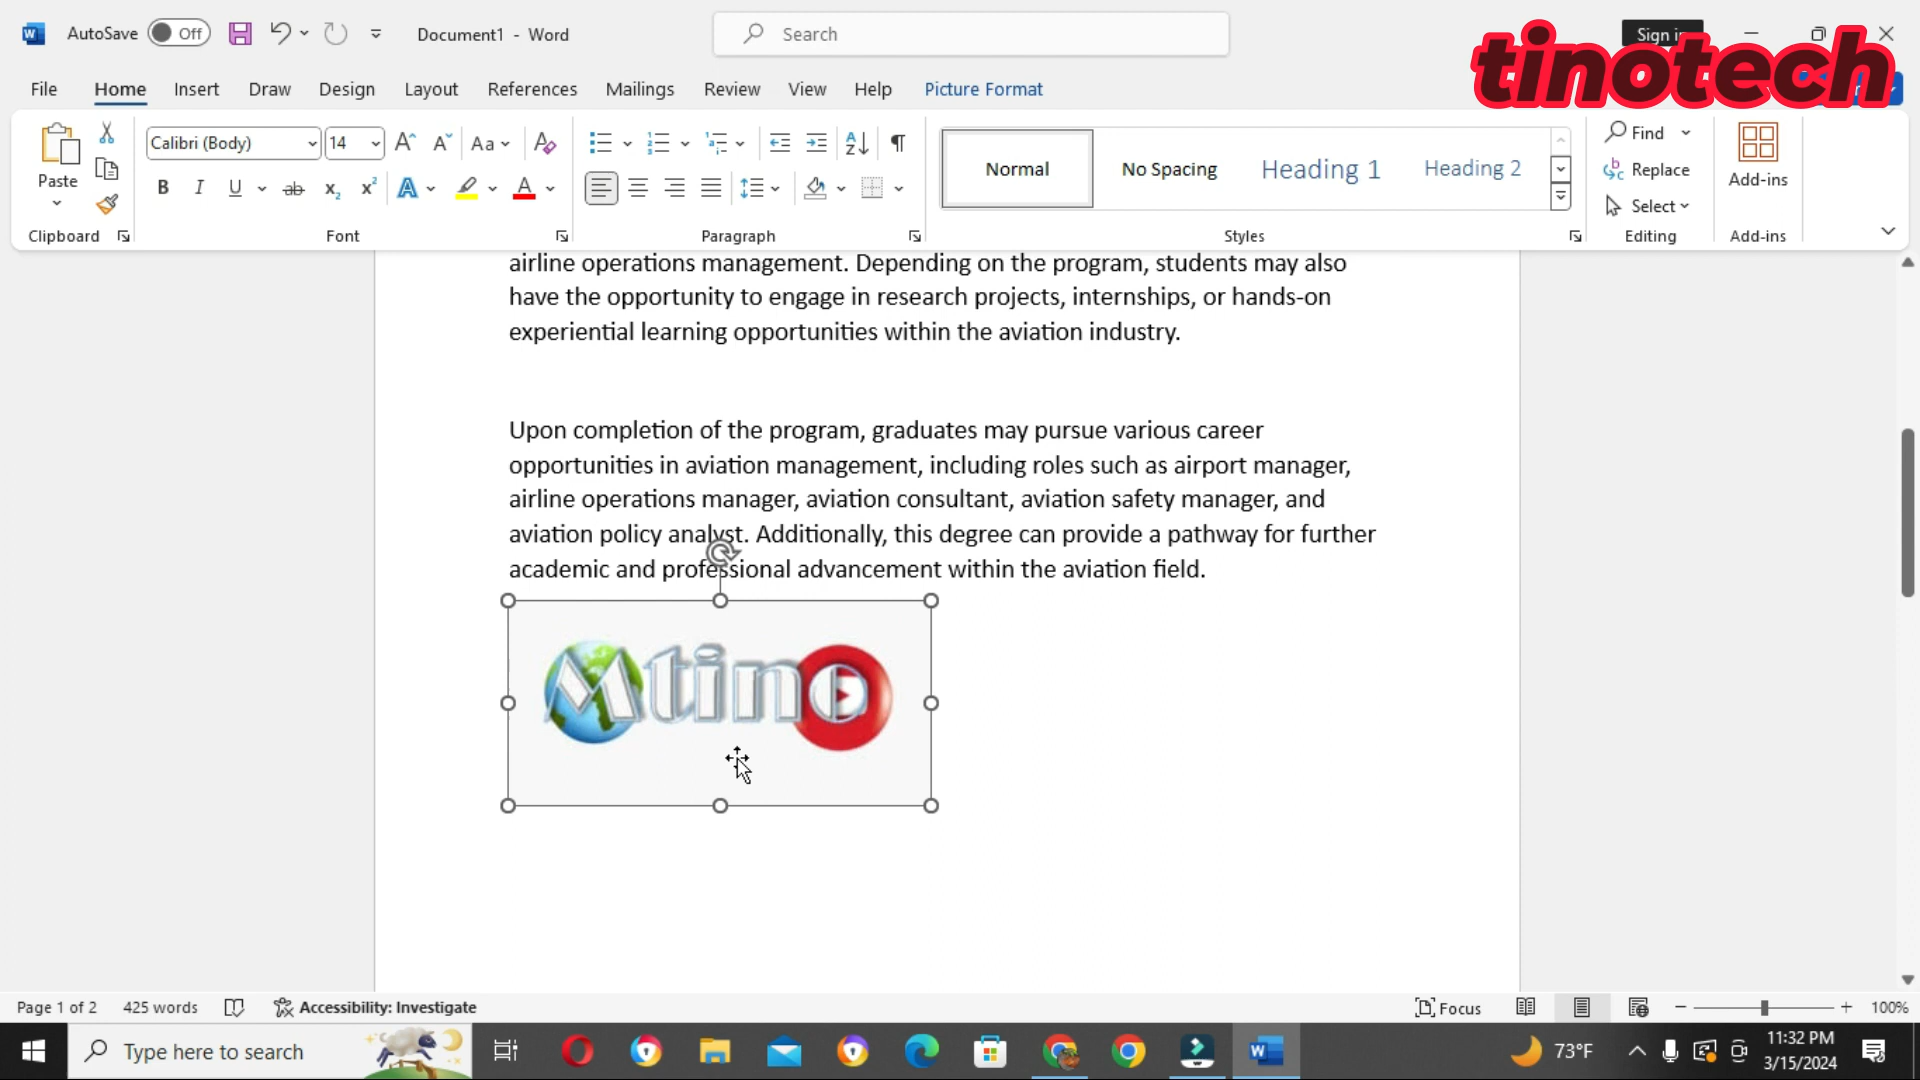 AutoSave Off Document1 - Word Search Sign i
tinotech
File Home Insert Draw Design Layout References Mailings Review View Help Picture Format
Paste
Calibri (Body) 14 Aa
B I U ab x2 x2 A A
A Z ¶
Normal No Spacing Heading 1 Heading 2
Find
Replace
Select
Add-ins
Clipboard Font Paragraph Styles Editing Add-ins
airline operations management. Depending on the program, students may also
have the opportunity to engage in research projects, internships, or hands-on
experiential learning opportunities within the aviation industry.
Upon completion of the program, graduates may pursue various career
opportunities in aviation management, including roles such as airport manager,
airline operations manager, aviation consultant, aviation safety manager, and
aviation policy analyst. Additionally, this degree can provide a pathway for further
academic and professional advancement within the aviation field.
Mtino
Page 1 of 2 425 words Accessibility: Investigate Focus 100%
Type here to search 73°F 11:32 PM
3/15/2024